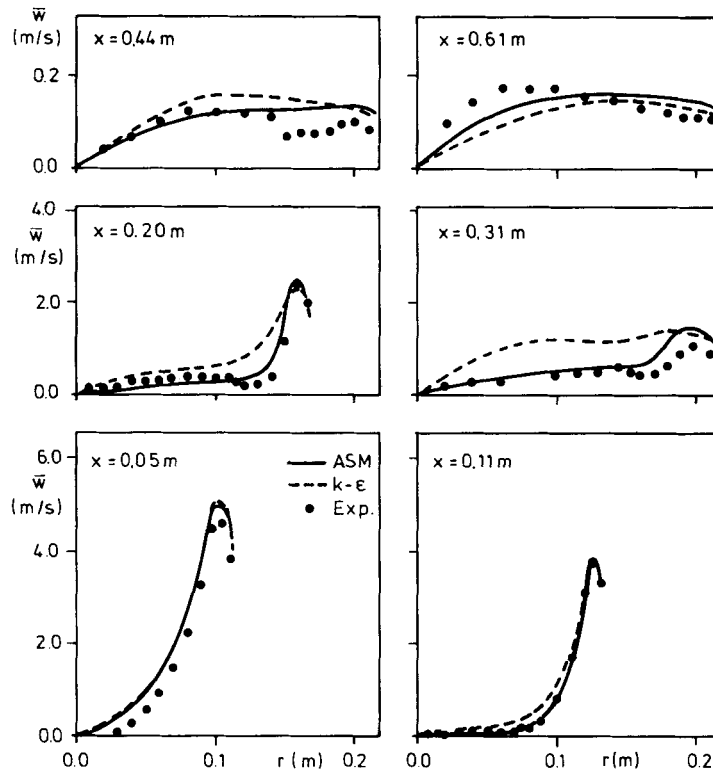 w̄
(m/s)
x = 0.44 m
x = 0.61 m
0.2
0.0
4.0
w̄
(m/s)
x = 0.20 m
x = 0.31 m
2.0
0.0
6.0
w̄
(m/s)
x = 0.05 m
x = 0.11 m
ASM
k-ε
Exp.
4.0
2.0
0.0
0.0 0.1 r(m) 0.2
0.0 0.1 r(m) 0.2